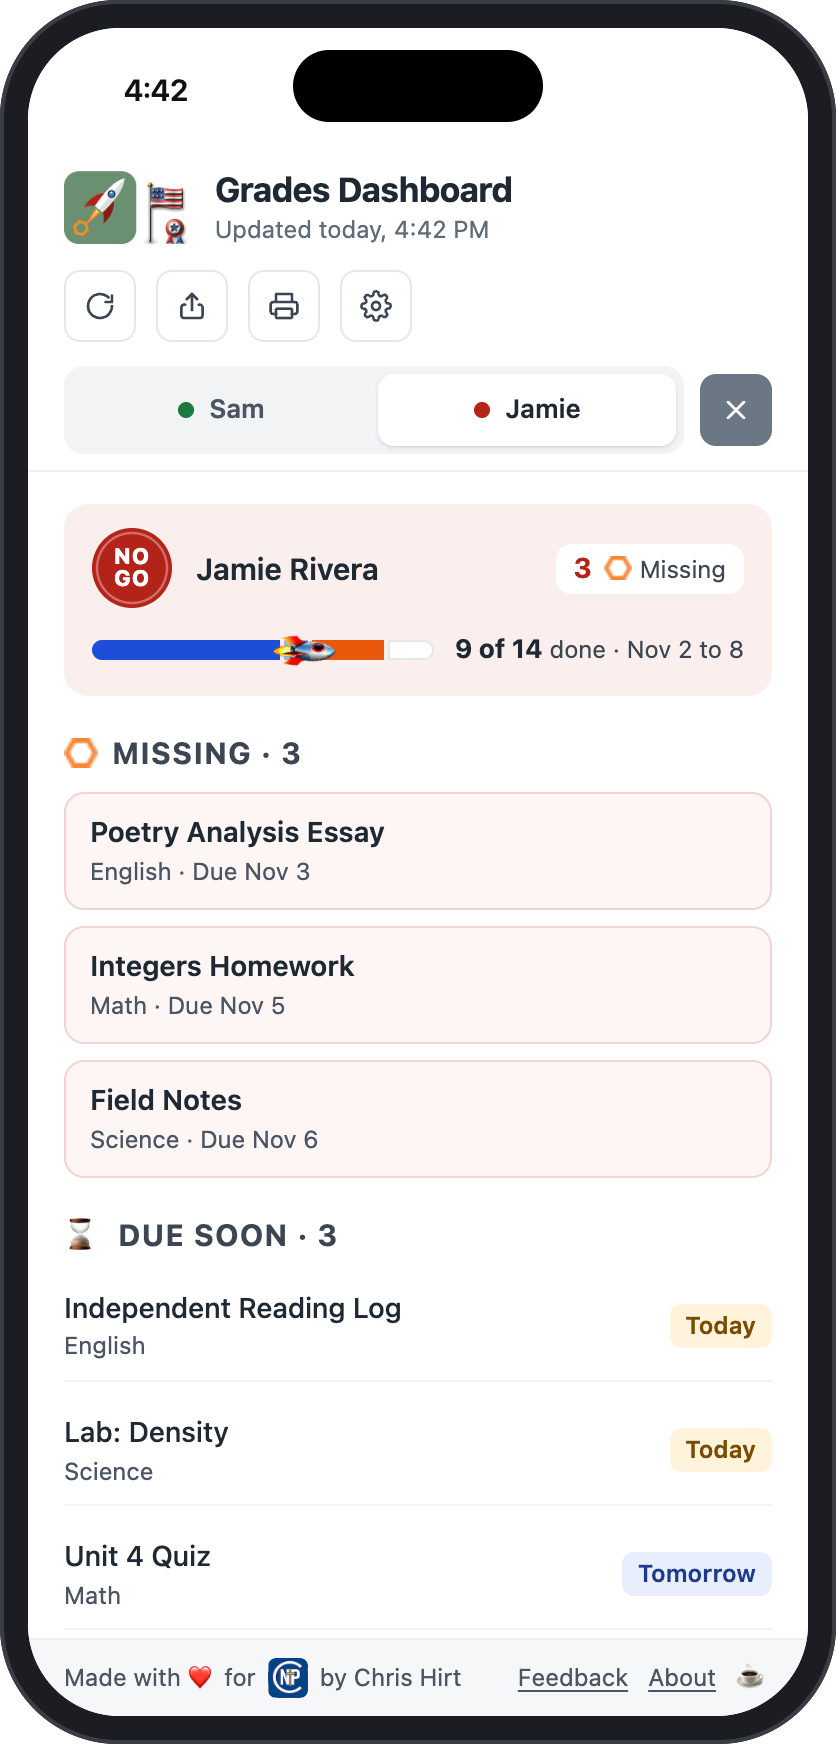 4:42
Grades Dashboard
Updated today, 4:42 PM
Sam
Jamie
NO
GO
Jamie Rivera
3 Missing
9 of 14 done · Nov 2 to 8
MISSING · 3
Poetry Analysis Essay
English · Due Nov 3
Integers Homework
Math · Due Nov 5
Field Notes
Science · Due Nov 6
DUE SOON · 3
Independent Reading Log
Today
English
Lab: Density
Today
Science
Unit 4 Quiz
Tomorrow
Math
Made with ❤️ for NP by Chris Hirt
Feedback
About